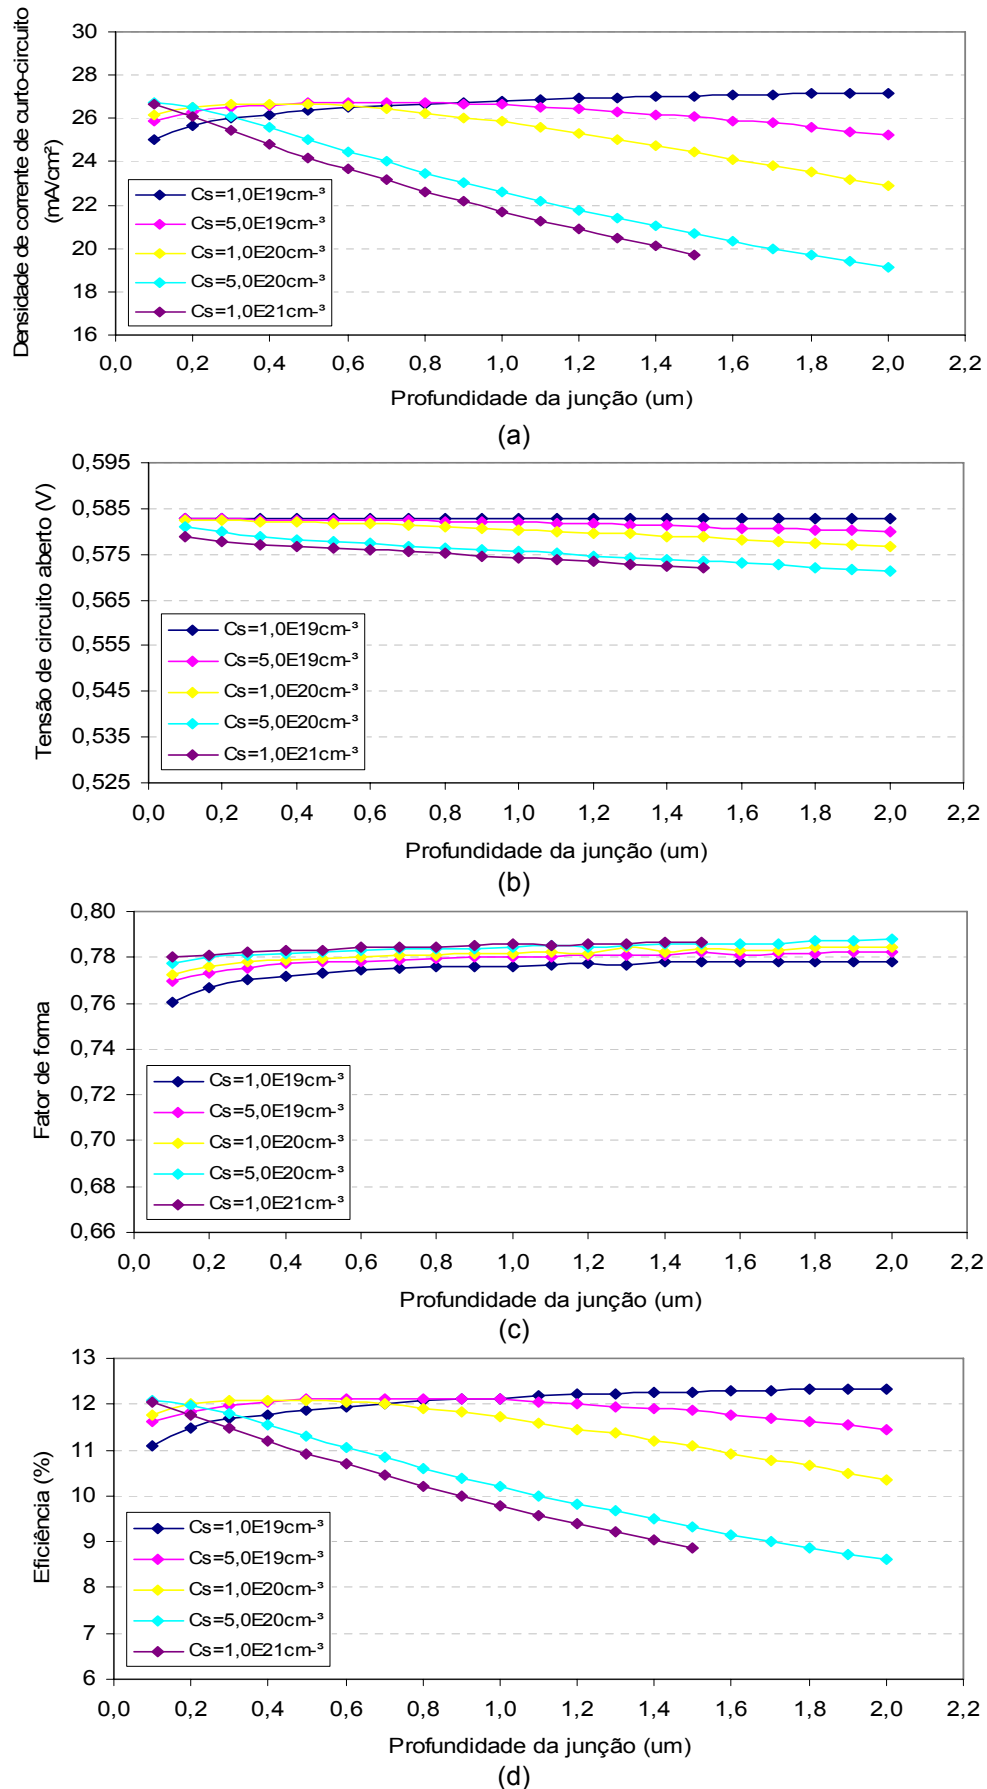 Densidade de corrente de curto-circuito
(mA/cm²)
30
28
26
24
22
20
18
16
Cs=1,0E19cm-³
Cs=5,0E19cm-³
Cs=1,0E20cm-³
Cs=5,0E20cm-³
Cs=1,0E21cm-³
0,0 0,2 0,4 0,6 0,8 1,0 1,2 1,4 1,6 1,8 2,0 2,2
Profundidade da junção (um)
(a)
Tensão de circuito aberto (V)
0,595
0,585
0,575
0,565
0,555
0,545
0,535
0,525
Cs=1,0E19cm-³
Cs=5,0E19cm-³
Cs=1,0E20cm-³
Cs=5,0E20cm-³
Cs=1,0E21cm-³
0,0 0,2 0,4 0,6 0,8 1,0 1,2 1,4 1,6 1,8 2,0 2,2
Profundidade da junção (um)
(b)
Fator de forma
0,80
0,78
0,76
0,74
0,72
0,70
0,68
0,66
Cs=1,0E19cm-³
Cs=5,0E19cm-³
Cs=1,0E20cm-³
Cs=5,0E20cm-³
Cs=1,0E21cm-³
0,0 0,2 0,4 0,6 0,8 1,0 1,2 1,4 1,6 1,8 2,0 2,2
Profundidade da junção (um)
(c)
Eficiência (%)
13
12
11
10
9
8
7
6
Cs=1,0E19cm-³
Cs=5,0E19cm-³
Cs=1,0E20cm-³
Cs=5,0E20cm-³
Cs=1,0E21cm-³
0,0 0,2 0,4 0,6 0,8 1,0 1,2 1,4 1,6 1,8 2,0 2,2
Profundidade da junção (um)
(d)